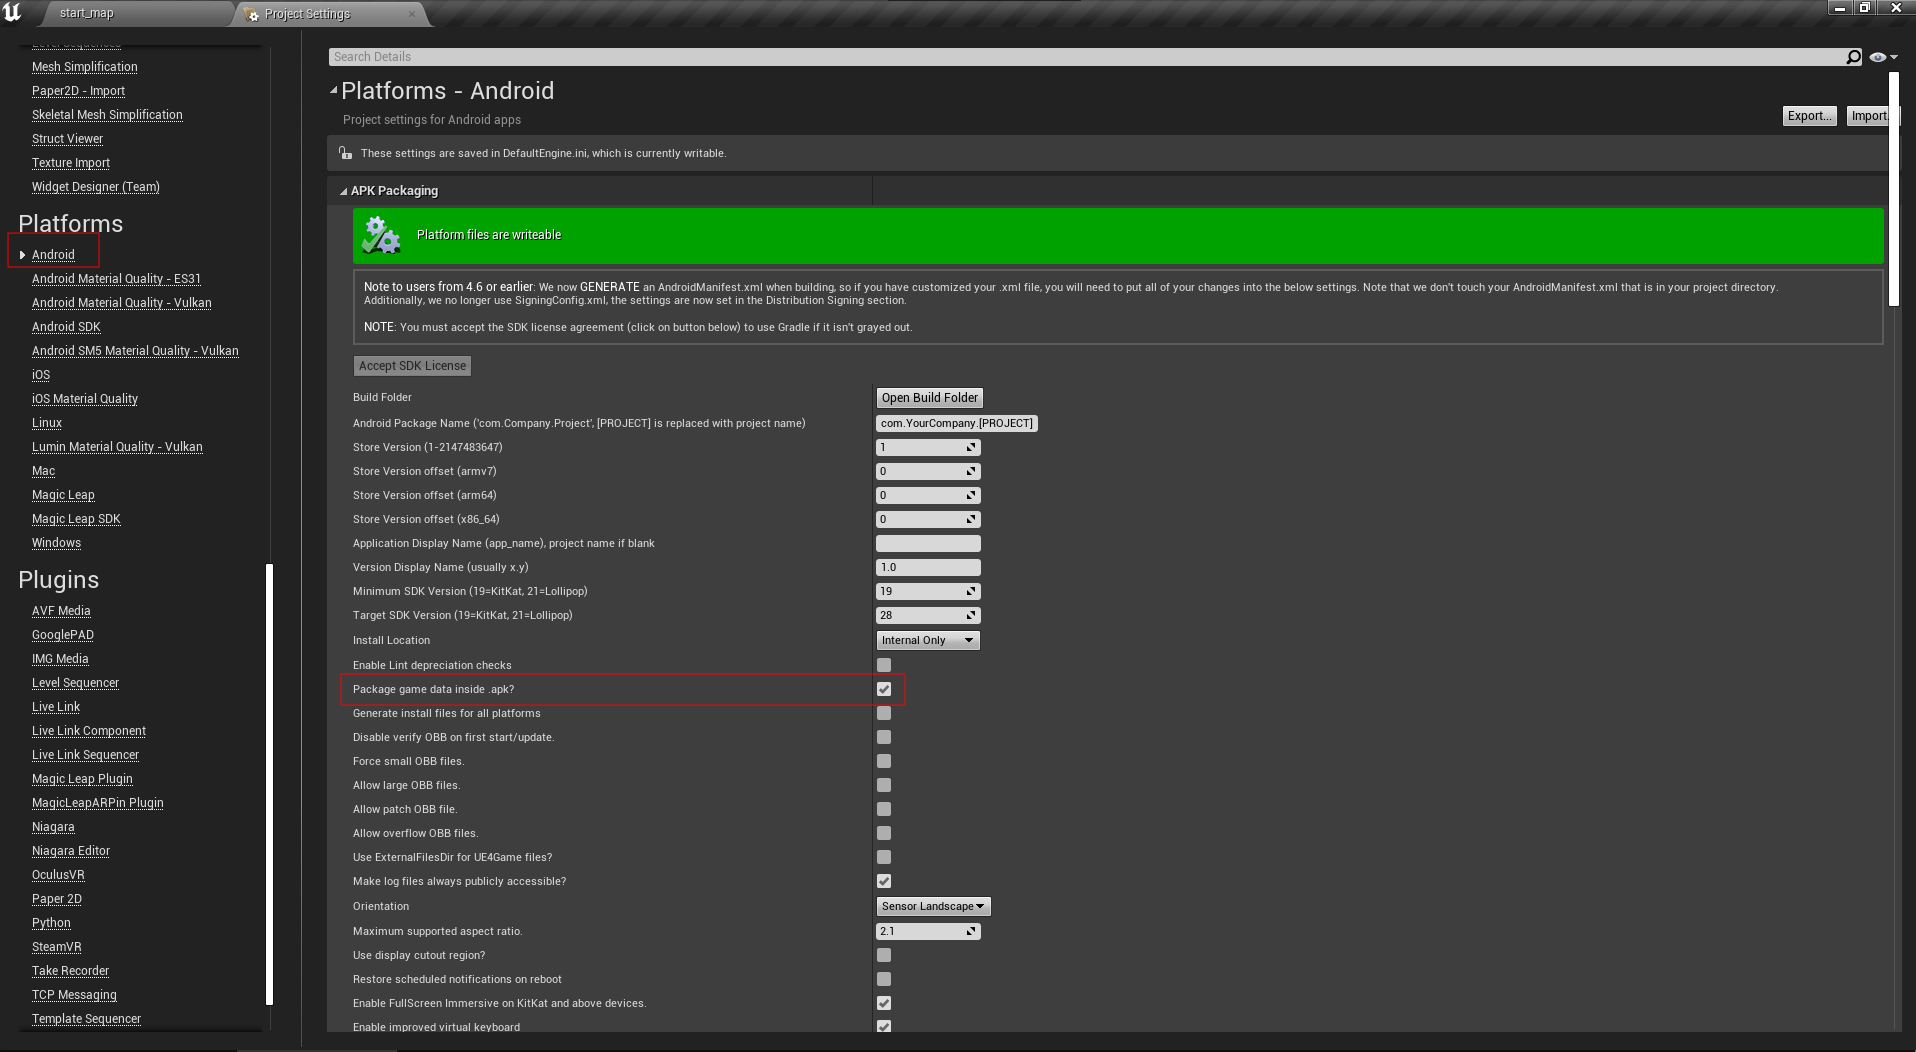 start_map
Project Settings
Level Sequences
Mesh Simplification
Paper2D - Import
Skeletal Mesh Simplification
Struct Viewer
Texture Import
Widget Designer (Team)
Platforms
Android
Android Material Quality - ES31
Android Material Quality - Vulkan
Android SDK
Android SM5 Material Quality - Vulkan
iOS
iOS Material Quality
Linux
Lumin Material Quality - Vulkan
Mac
Magic Leap
Magic Leap SDK
Windows
Plugins
AVF Media
GooglePAD
IMG Media
Level Sequencer
Live Link
Live Link Component
Live Link Sequencer
Magic Leap Plugin
MagicLeapARPin Plugin
Niagara
Niagara Editor
OculusVR
Paper 2D
Python
SteamVR
Take Recorder
TCP Messaging
Template Sequencer
Search Details
Platforms - Android
Project settings for Android apps
Export...
Import
These settings are saved in DefaultEngine.ini, which is currently writable.
APK Packaging
Platform files are writeable
Note to users from 4.6 or earlier: We now GENERATE an AndroidManifest.xml when building, so if you have customized your .xml file, you will need to put all of your changes into the below settings. Note that we don't touch your AndroidManifest.xml that is in your project directory.
Additionally, we no longer use SigningConfig.xml, the settings are now set in the Distribution Signing section.
NOTE: You must accept the SDK license agreement (click on button below) to use Gradle if it isn't grayed out.
Accept SDK License
Build Folder Open Build Folder
Android Package Name ('com.Company.Project', [PROJECT] is replaced with project name) com.YourCompany.[PROJECT]
Store Version (1-2147483647) 1
Store Version offset (armv7) 0
Store Version offset (arm64) 0
Store Version offset (x86_64) 0
Application Display Name (app_name), project name if blank
Version Display Name (usually x.y) 1.0
Minimum SDK Version (19=KitKat, 21=Lollipop) 19
Target SDK Version (19=KitKat, 21=Lollipop) 28
Install Location Internal Only
Enable Lint depreciation checks
Package game data inside .apk?
Generate install files for all platforms
Disable verify OBB on first start/update.
Force small OBB files.
Allow large OBB files.
Allow patch OBB file.
Allow overflow OBB files.
Use ExternalFilesDir for UE4Game files?
Make log files always publicly accessible?
Orientation Sensor Landscape
Maximum supported aspect ratio. 2.1
Use display cutout region?
Restore scheduled notifications on reboot
Enable FullScreen Immersive on KitKat and above devices.
Enable improved virtual keyboard